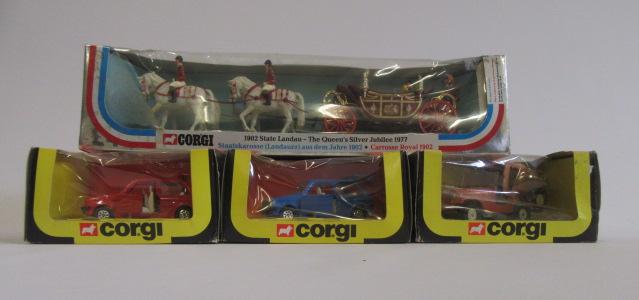 CORGI
1902 State Landau - The Queen's Silver Jubilee 1977
Staatskarosse (Landauer) aus dem Jahre 1902 • Carrosse Royal 1902
corgi
corgi
corgi